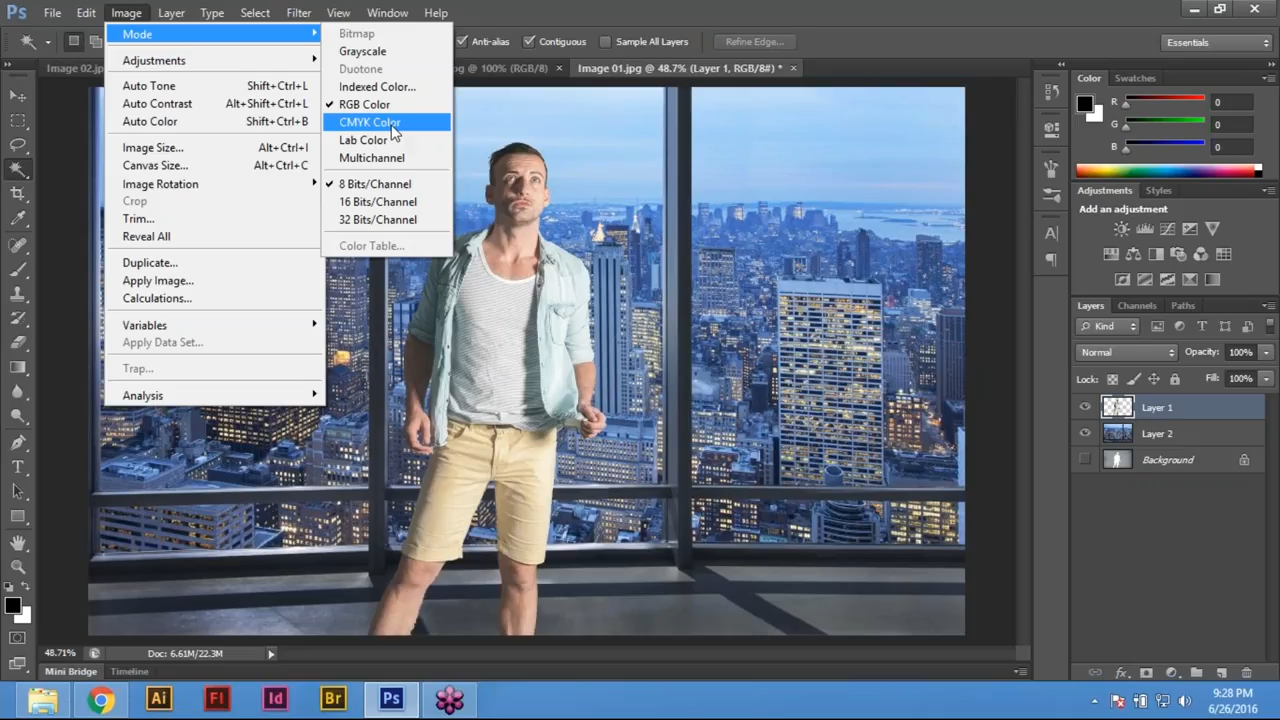 Ps File Edit Image Layer Type Select Filter View Window Help
Anti-alias Contiguous Sample All Layers Refine Edge... Essentials
Image 02.jp g @ 100% (RGB/8) × Image 01.jpg @ 48.7% (Layer 1, RGB/8#) * ×
Mode
Adjustments
Auto Tone Shift+Ctrl+L
Auto Contrast Alt+Shift+Ctrl+L
Auto Color Shift+Ctrl+B
Image Size... Alt+Ctrl+I
Canvas Size... Alt+Ctrl+C
Image Rotation
Crop
Trim...
Reveal All
Duplicate...
Apply Image...
Calculations...
Variables
Apply Data Set...
Trap...
Analysis
Bitmap
Grayscale
Duotone
Indexed Color...
RGB Color
CMYK Color
Lab Color
Multichannel
8 Bits/Channel
16 Bits/Channel
32 Bits/Channel
Color Table...
Color Swatches
R 0
G 0
B 0
Adjustments Styles
Add an adjustment
Layers Channels Paths
Kind
Normal Opacity: 100%
Lock: Fill: 100%
Layer 1
Layer 2
Background
48.71% Doc: 6.61M/22.3M
Mini Bridge Timeline
Ai Fl Id Br Ps
9:28 PM
6/26/2016